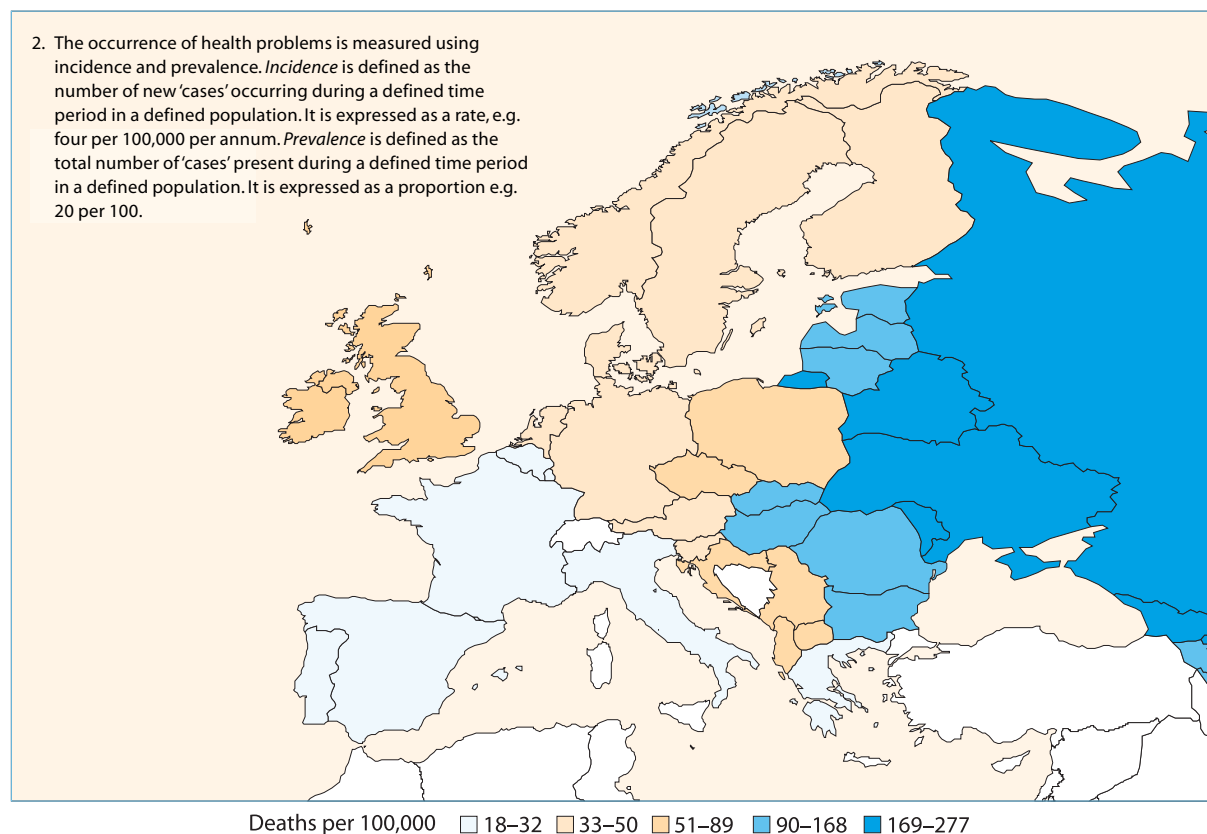 2. The occurrence of health problems is measured using
incidence and prevalence. Incidence is defined as the
number of new ‘cases’ occurring during a defined time
period in a defined population. It is expressed as a rate, e.g.
four per 100,000 per annum. Prevalence is defined as the
total number of ‘cases’ present during a defined time period
in a defined population. It is expressed as a proportion e.g.
20 per 100.
Deaths per 100,000 18–32 33–50 51–89 90–168 169–277